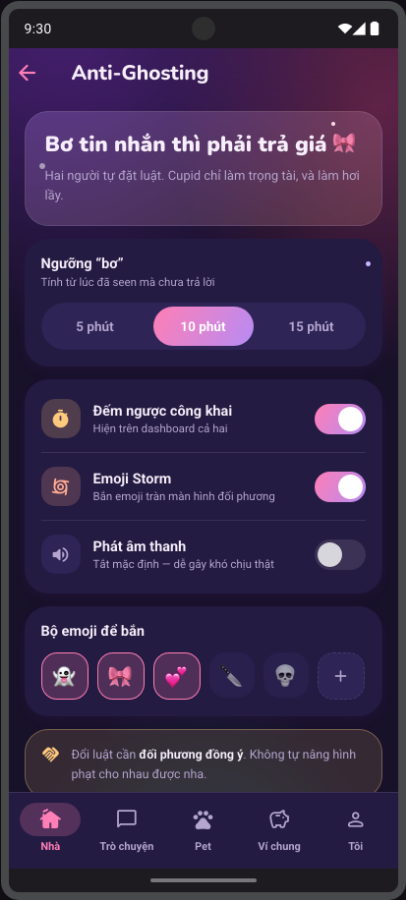 9:30
Anti-Ghosting
Bơ tin nhắn thì phải trả giá 🎀
Hai người tự đặt luật. Cupid chỉ làm trọng tài, và làm hơi
lầy.
Ngưỡng “bơ”
Tính từ lúc đã seen mà chưa trả lời
5 phút
10 phút
15 phút
Đếm ngược công khai
Hiện trên dashboard cả hai
Emoji Storm
Bắn emoji tràn màn hình đối phương
Phát âm thanh
Tắt mặc định — dễ gây khó chịu thật
Bộ emoji để bắn
+
Đổi luật cần đối phương đồng ý. Không tự nâng hình
phạt cho nhau được nha.
Nhà
Trò chuyện
Pet
Ví chung
Tôi